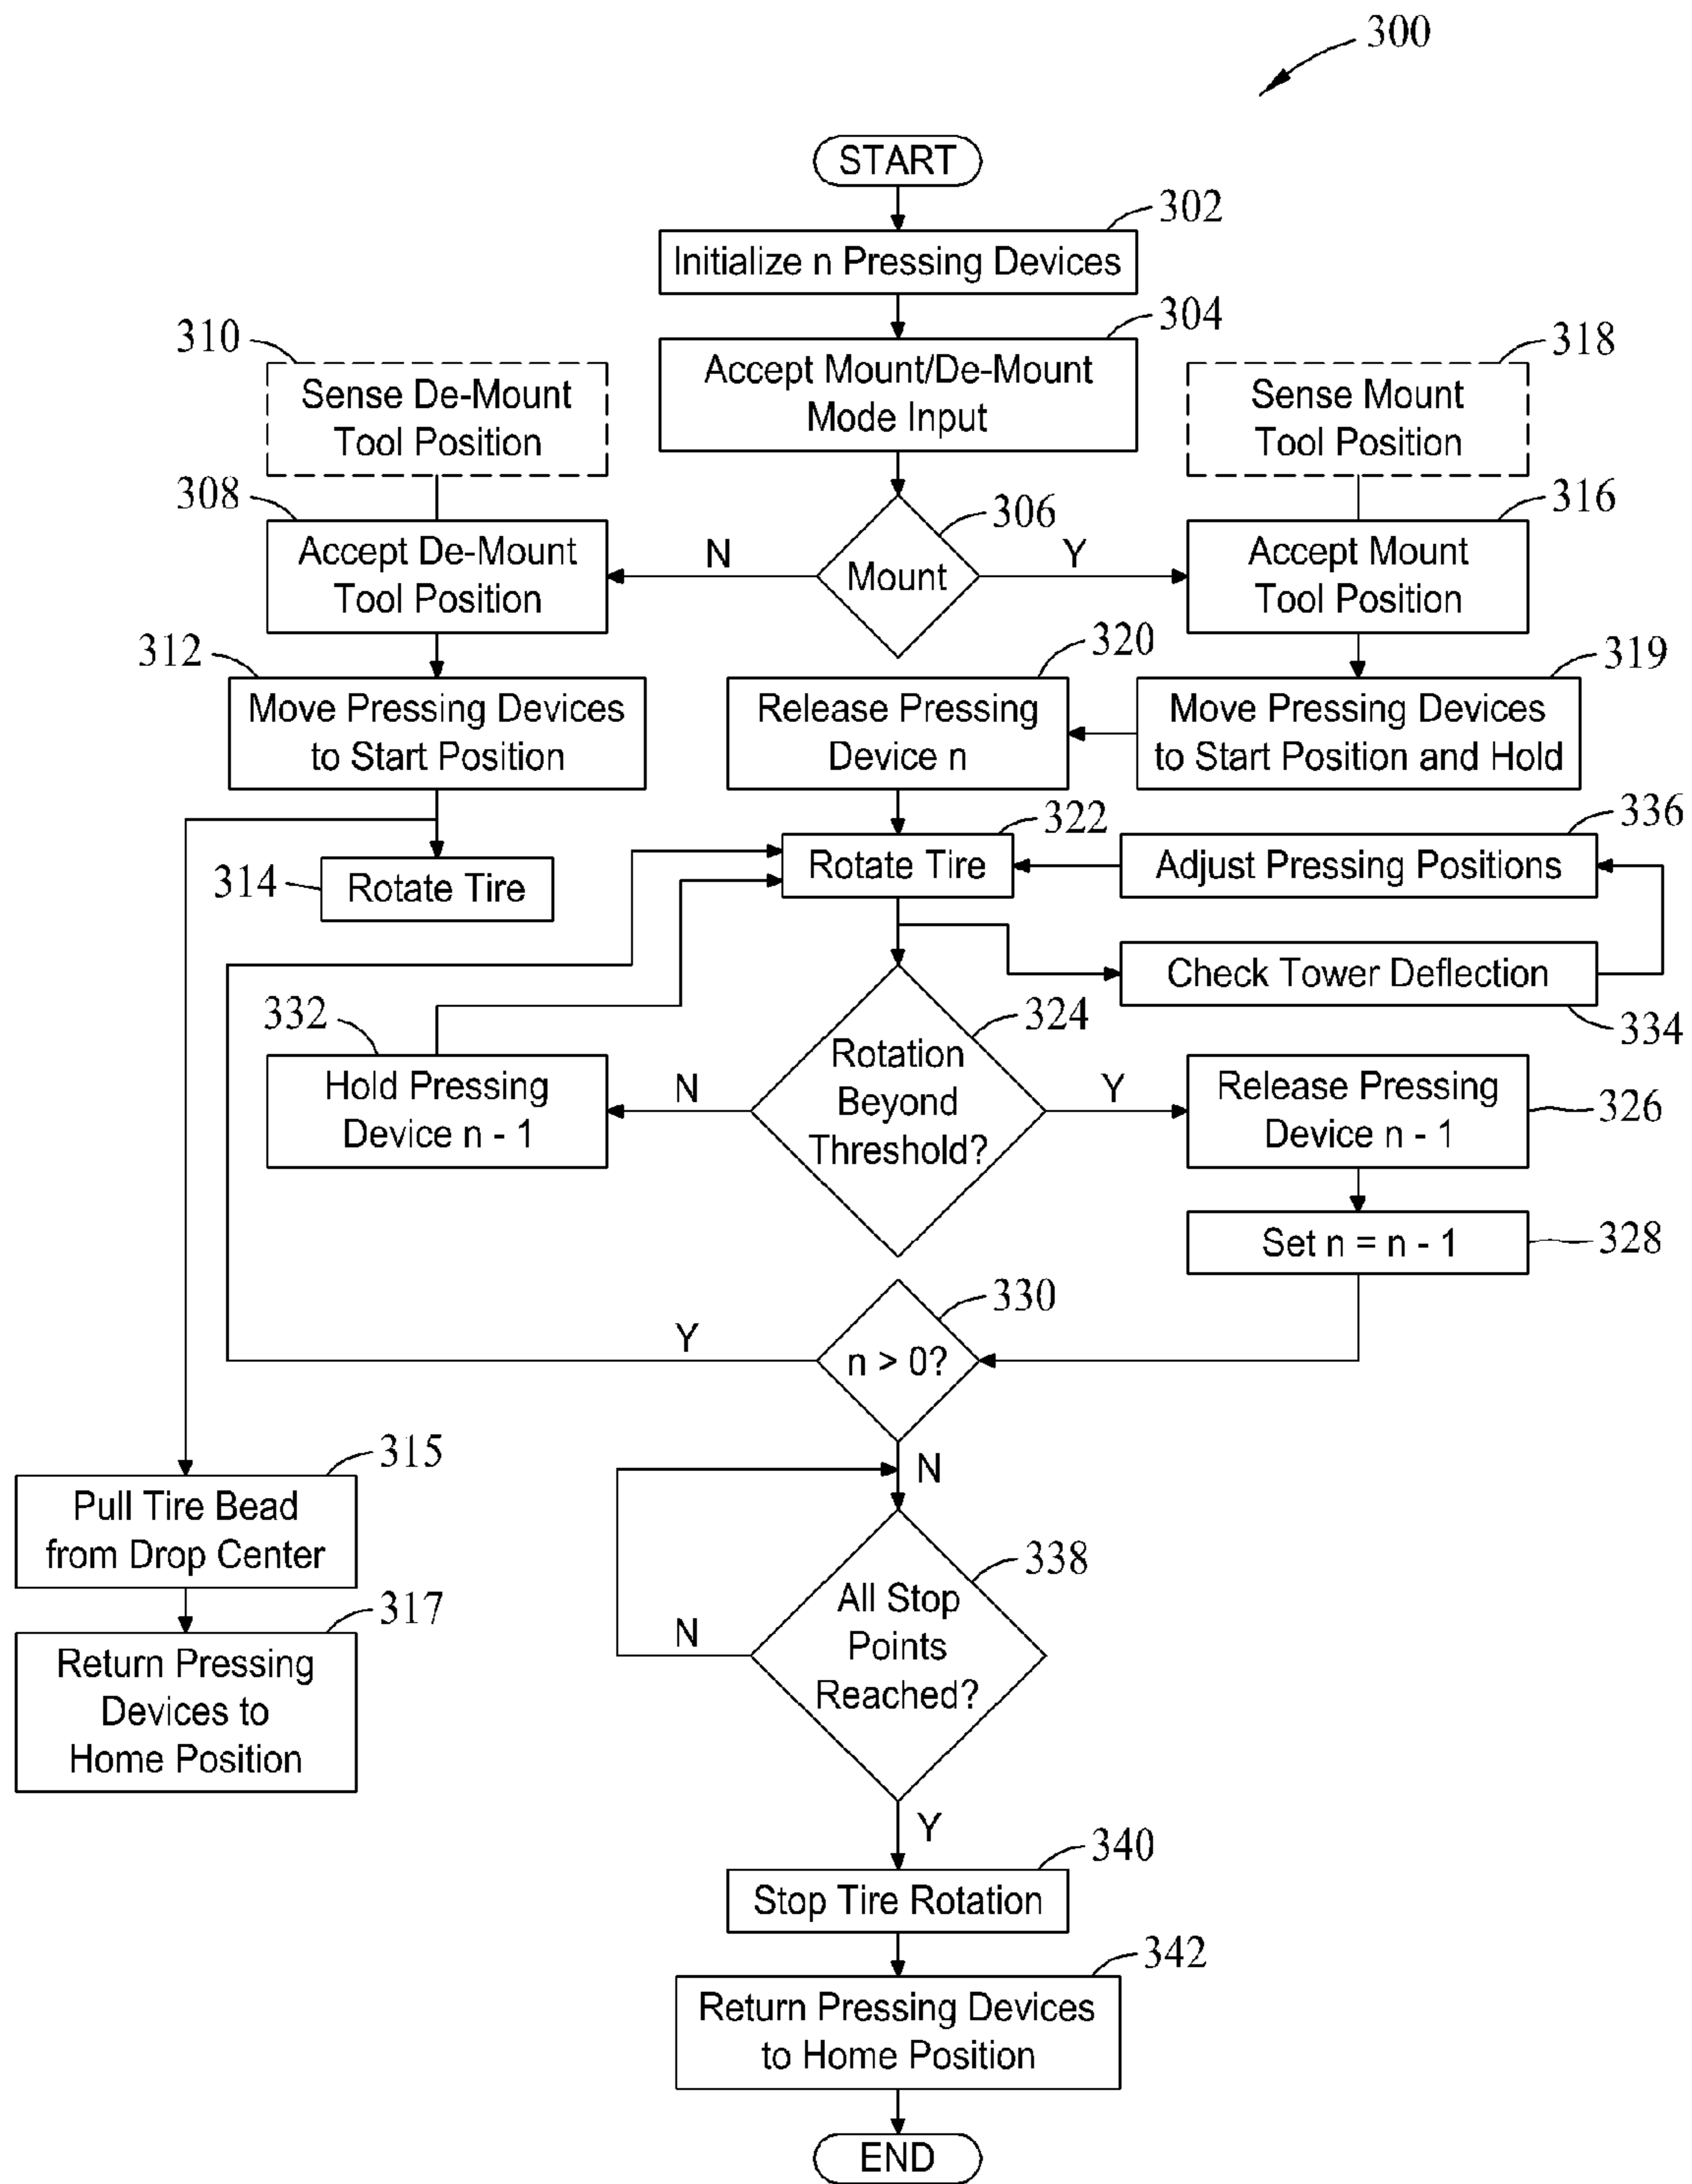 300
START
302
Initialize n Pressing Devices
304
Accept Mount/De-Mount
Mode Input
310
Sense De-Mount
Tool Position
318
Sense Mount
Tool Position
308
Accept De-Mount
Tool Position
N
306
Mount
Y
316
Accept Mount
Tool Position
312
Move Pressing Devices
to Start Position
320
Release Pressing
Device n
319
Move Pressing Devices
to Start Position and Hold
314
Rotate Tire
322
Rotate Tire
336
Adjust Pressing Positions
Check Tower Deflection
334
332
Hold Pressing
Device n - 1
N
324
Rotation
Beyond
Threshold?
Y
Release Pressing
Device n - 1
326
Set n = n - 1
328
Y
330
n > 0?
N
315
Pull Tire Bead
from Drop Center
317
Return Pressing
Devices to
Home Position
N
338
All Stop
Points
Reached?
Y
340
Stop Tire Rotation
342
Return Pressing Devices
to Home Position
END